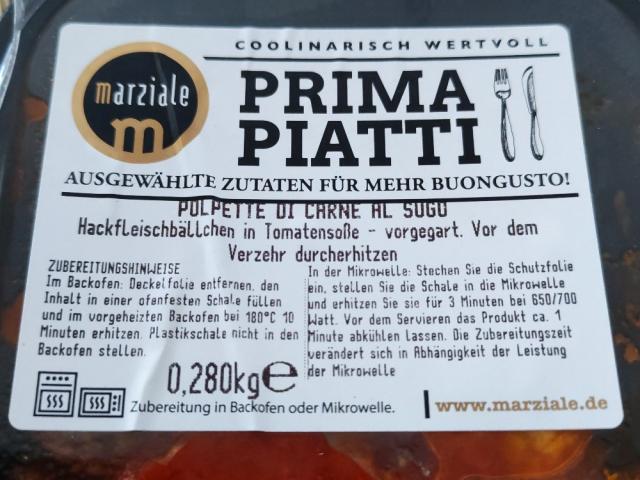 COOLINARISCH WERTVOLL
marziale
m
PRIMA
PIATTI
AUSGEWÄHLTE ZUTATEN FÜR MEHR BUONGUSTO!
POLPETTE DI CARNE AL SUGO
Hackfleischbällchen in Tomatensoße - vorgegart. Vor dem
Verzehr durcherhitzen
ZUBEREITUNGSHINWEISE
Im Backofen: Deckelfolie entfernen, den
Inhalt in einer ofenfesten Schale füllen
und im vorgeheizten Backofen bei 180°C 10
Minuten erhitzen. Plastikschale nicht in den
Backofen stellen.
In der Mikrowelle: Stechen Sie die Schutzfolie
ein, stellen Sie die Schale in die Mikrowelle
und erhitzen Sie sie für 3 Minuten bei 650/700
Watt. Vor dem Servieren das Produkt ca. 1
Minute abkühlen lassen. Die Zubereitungszeit
verändert sich in Abhängigkeit der Leistung
der Mikrowelle
0,280kg℮
Zubereitung in Backofen oder Mikrowelle.
www.marziale.de